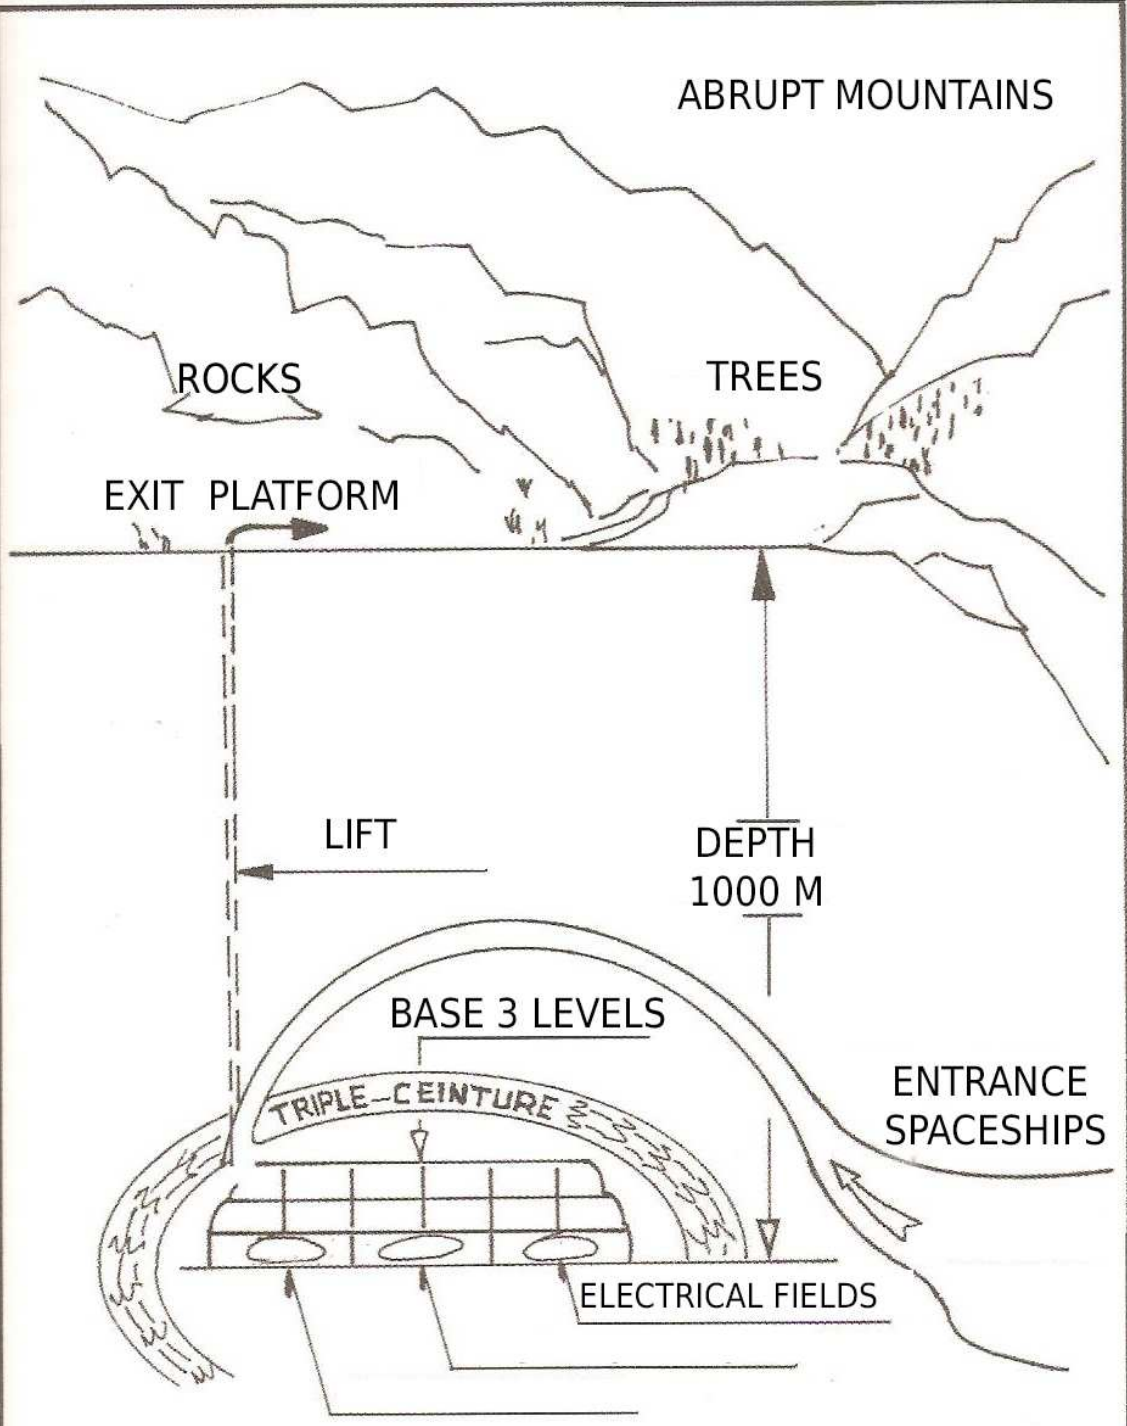 ABRUPT MOUNTAINS
ROCKS
TREES
EXIT PLATFORM
LIFT
DEPTH
1000 M
BASE 3 LEVELS
ENTRANCE
SPACESHIPS
TRIPLE-CEINTURE
ELECTRICAL FIELDS